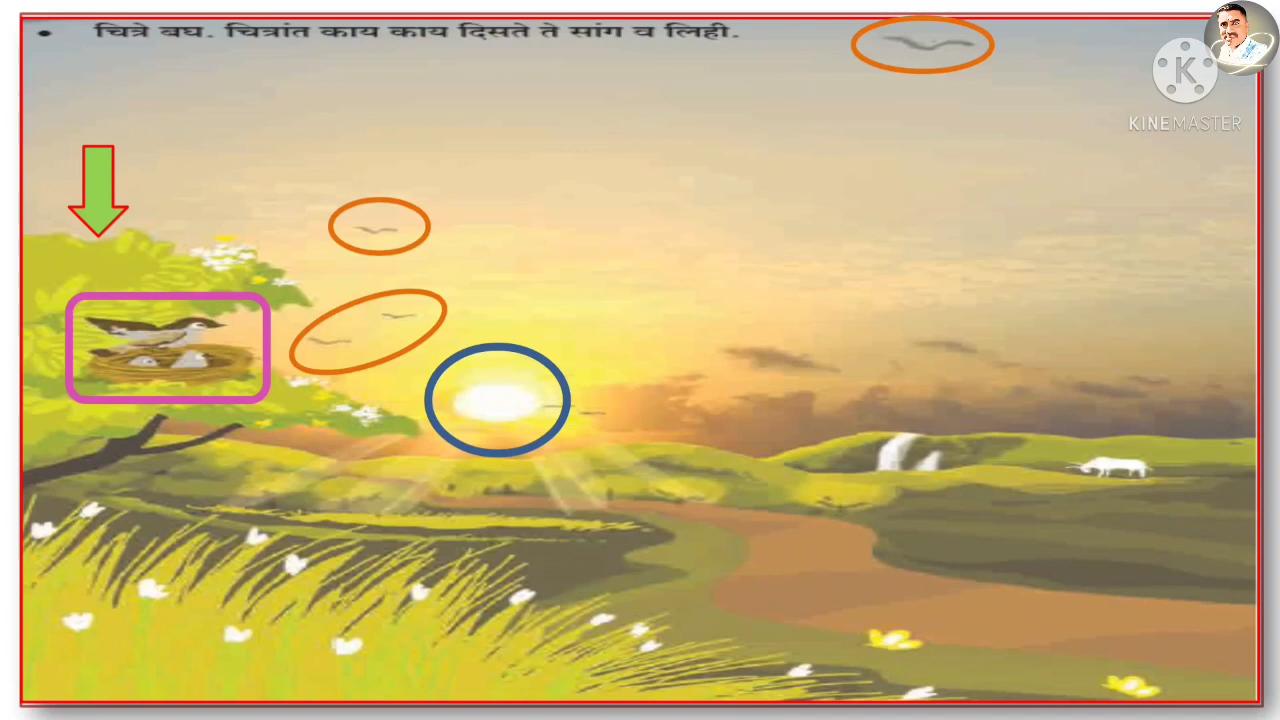 • चित्रे बघ. चित्रांत काय काय दिसते ते सांग व लिही.
K
KINEMASTER